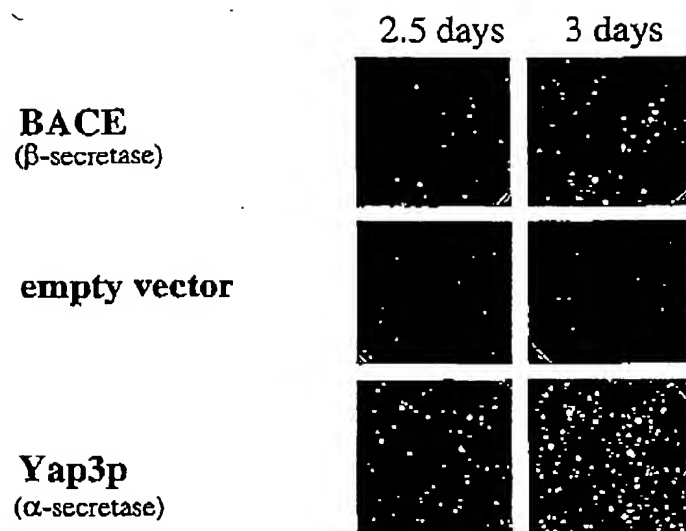 2.5 days 3 days
BACE
(β-secretase)
empty vector
Yap3p
(α-secretase)